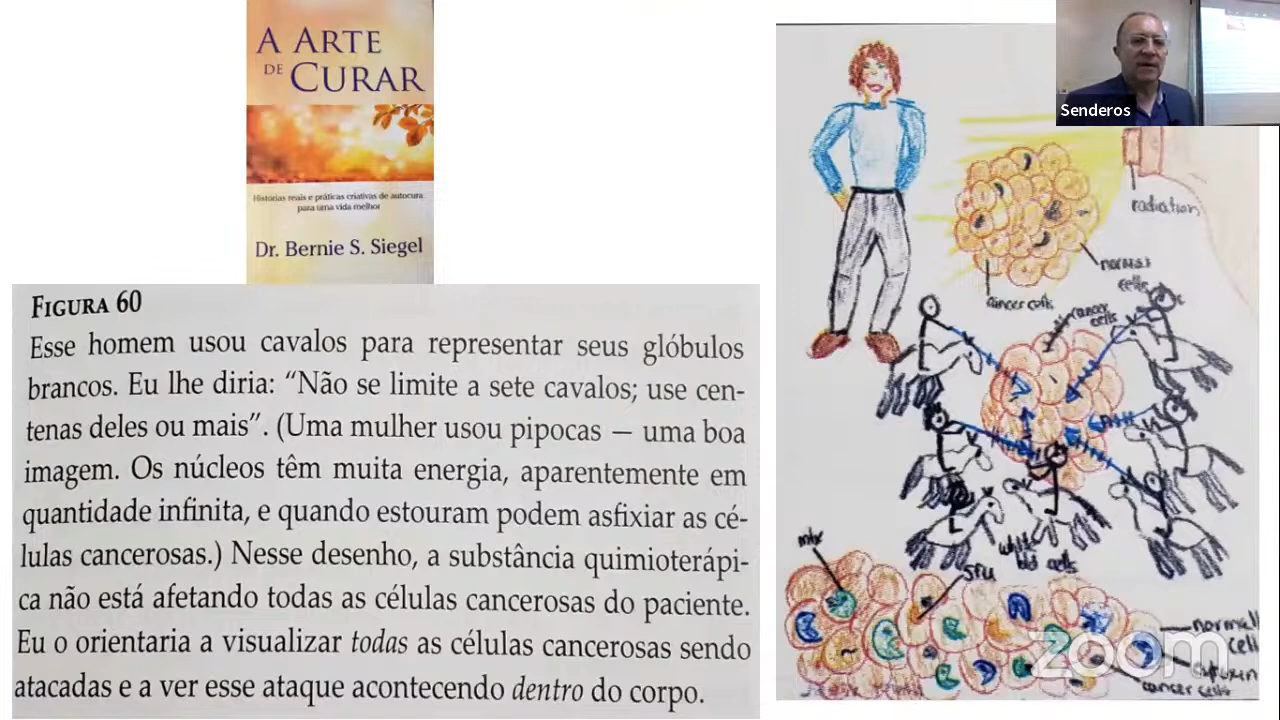 A ARTE
DE CURAR
Histórias reais e práticas criativas de autocura
para uma vida melhor
Dr. Bernie S. Siegel
FIGURA 60
Esse homem usou cavalos para representar seus glóbulos
brancos. Eu lhe diria: “Não se limite a sete cavalos; use cen-
tenas deles ou mais”. (Uma mulher usou pipocas — uma boa
imagem. Os núcleos têm muita energia, aparentemente em
quantidade infinita, e quando estouram podem asfixiar as cé-
lulas cancerosas.) Nesse desenho, a substância quimioterápi-
ca não está afetando todas as células cancerosas do paciente.
Eu o orientaria a visualizar todas as células cancerosas sendo
atacadas e a ver esse ataque acontecendo dentro do corpo.
Senderos
radiation
normal
cells
cancer cells
cancer
cells
white
bld cells
mtx
5FU
normal
cell
cytoxin
cancer cells
zoom